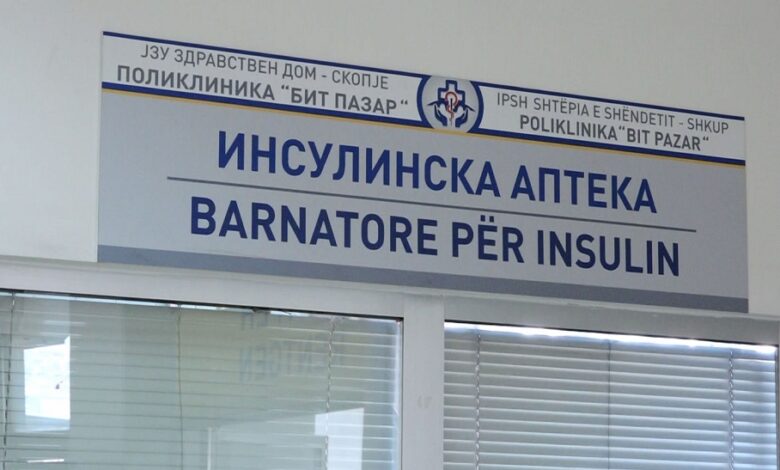 ЈЗУ ЗДРАВСТВЕН ДОМ - СКОПЈЕ
ПОЛИКЛИНИКА "БИТ ПАЗАР"
IPSH SHTËPIA E SHËNDETIT - SHKUP
POLIKLINIKA"BIT PAZAR"
ИНСУЛИНСКА АПТЕКА
BARNATORE PËR INSULIN